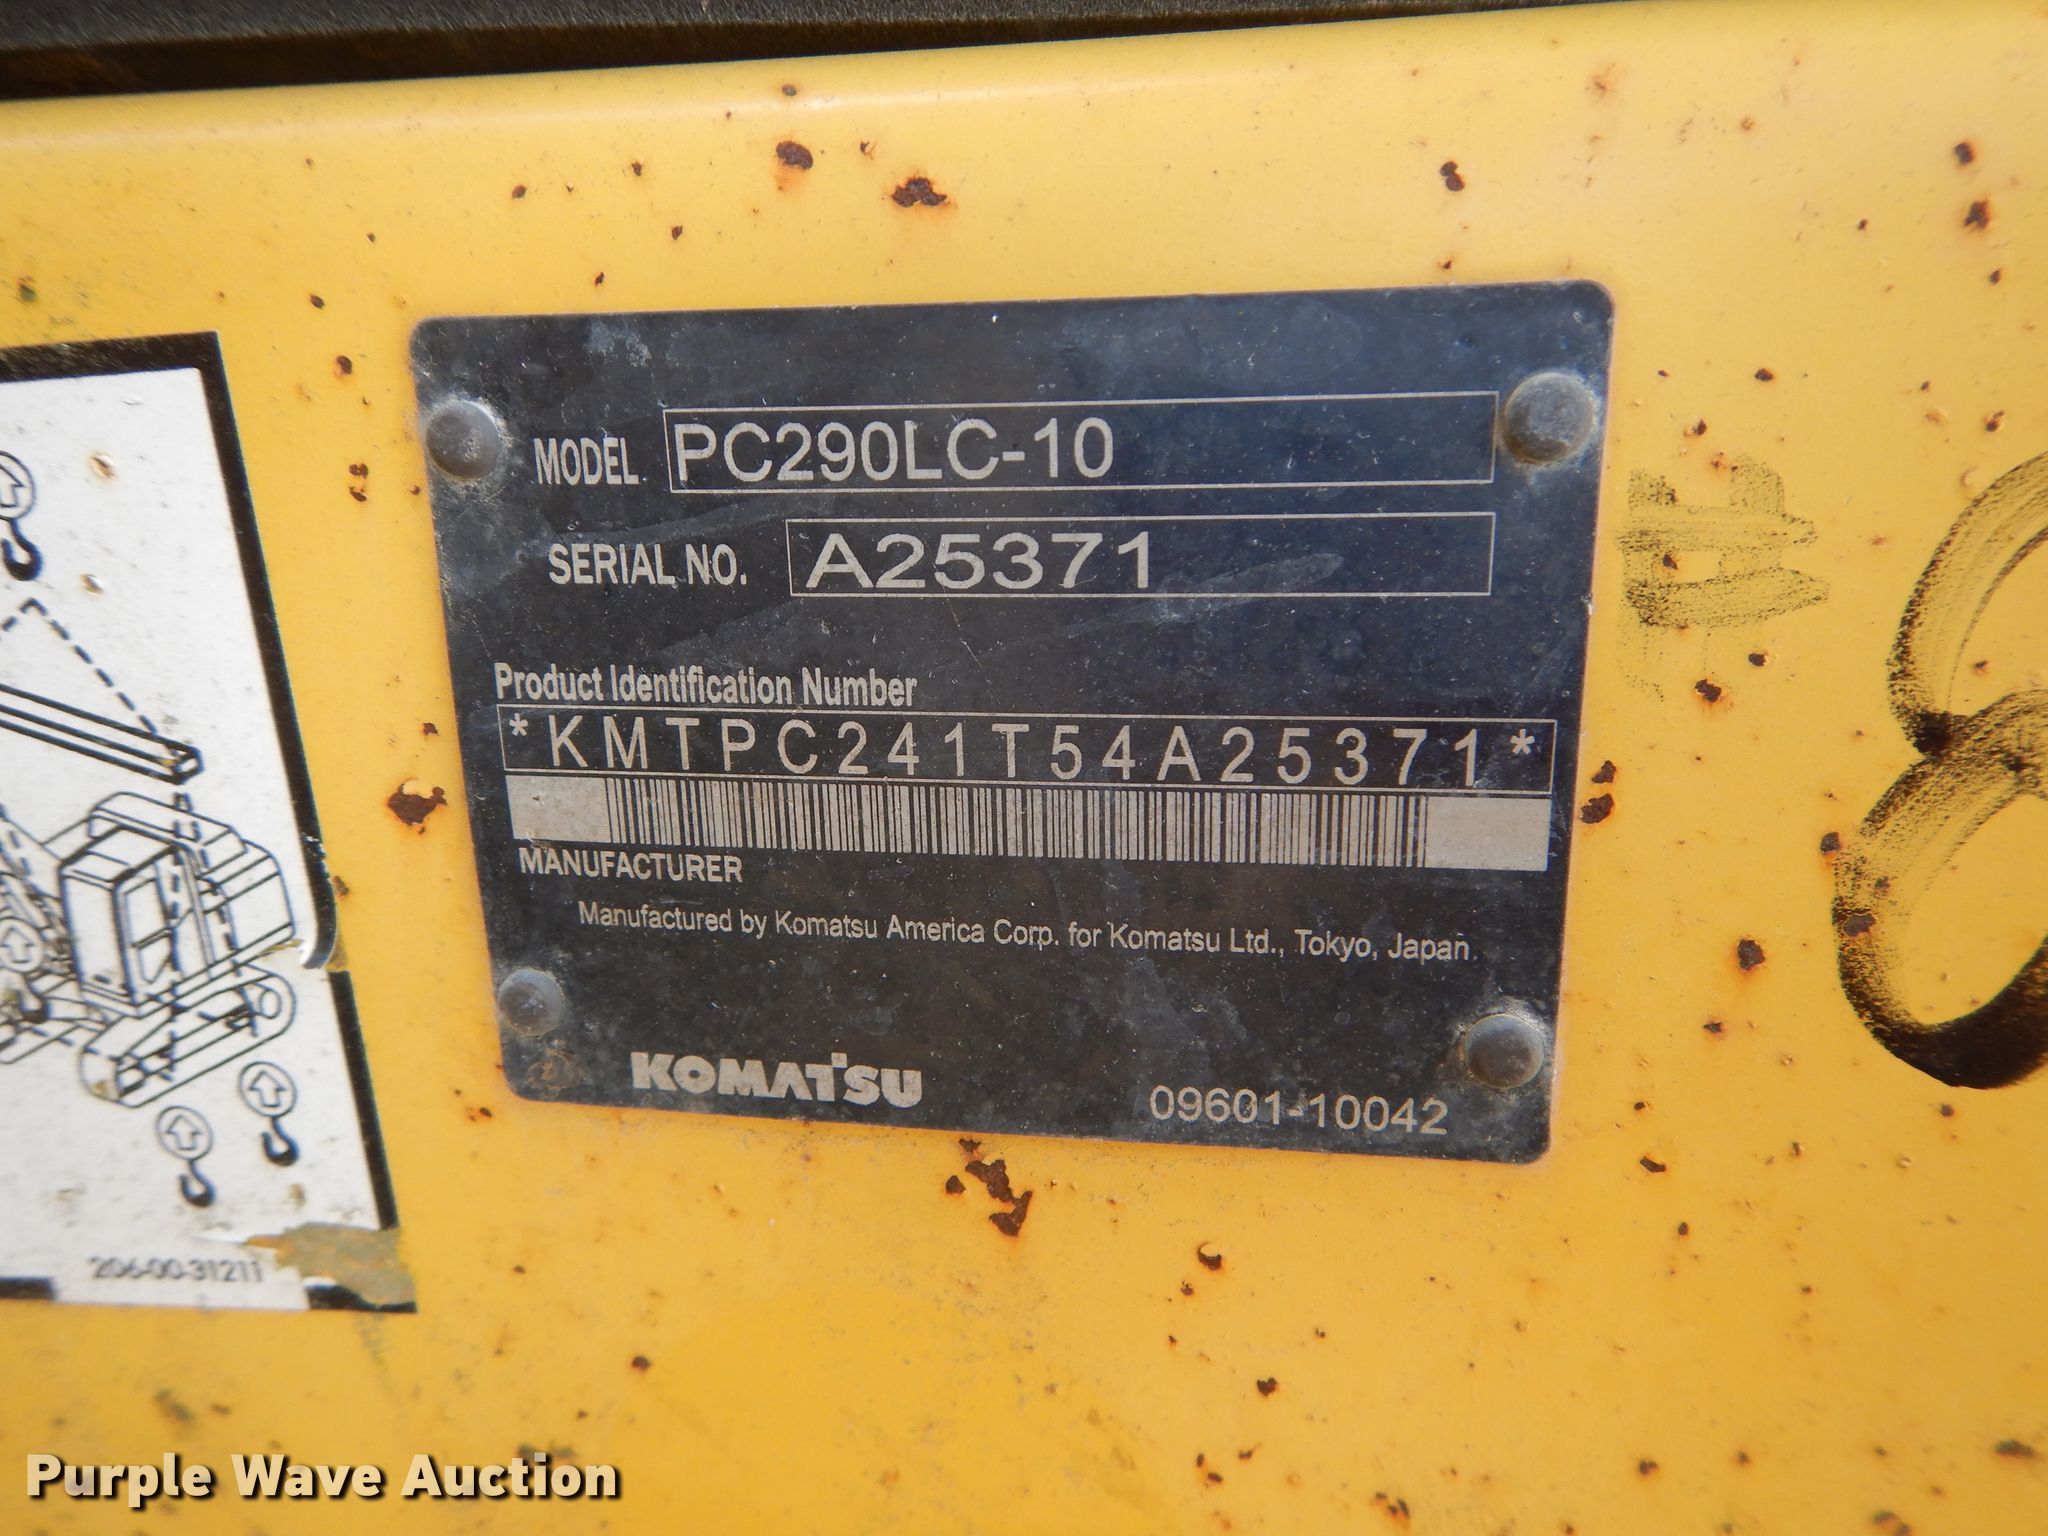 MODEL PC290LC-10
SERIAL NO. A25371
Product Identification Number
*KMTPC241T54A25371*
MANUFACTURER
Manufactured by Komatsu America Corp. for Komatsu Ltd., Tokyo, Japan
KOMATSU
09601-10042
206-00-31211
#8
Purple Wave Auction